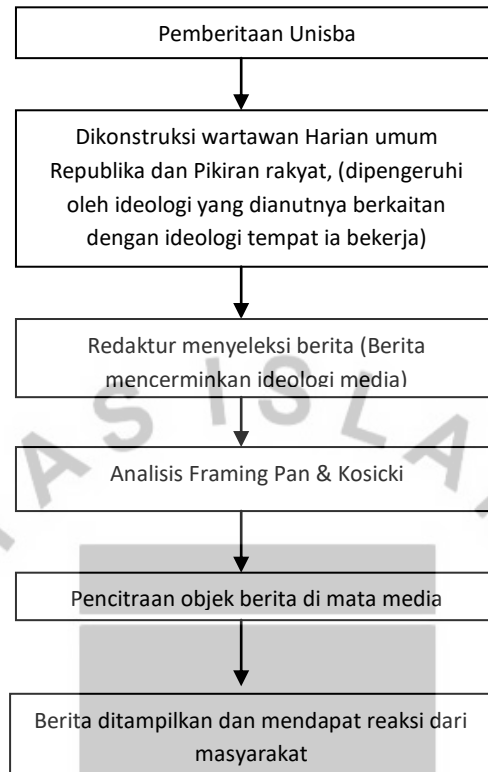 Pemberitaan Unisba
Dikonstruksi wartawan Harian umum
Republika dan Pikiran rakyat, (dipengeruhi
oleh ideologi yang dianutnya berkaitan
dengan ideologi tempat ia bekerja)
Redaktur menyeleksi berita (Berita
mencerminkan ideologi media)
AS ISLA
Analisis Framing Pan & Kosicki
Pencitraan objek berita di mata media
Berita ditampilkan dan mendapat reaksi dari
masyarakat